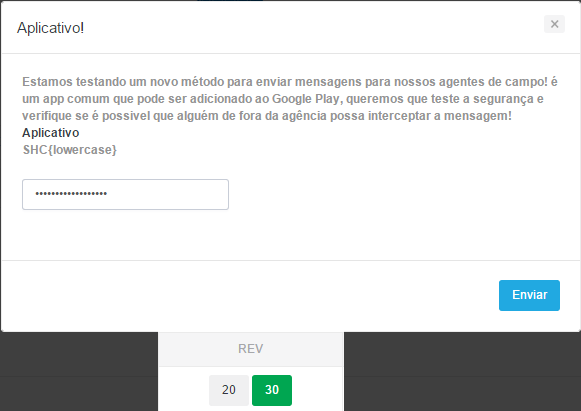 Aplicativo!
×
Estamos testando um novo método para enviar mensagens para nossos agentes de campo! é
um app comum que pode ser adicionado ao Google Play, queremos que teste a segurança e
verifique se é possivel que alguém de fora da agência possa interceptar a mensagem!
Aplicativo
SHC{lowercase}
••••••••••••••••••
Enviar
REV
20 30